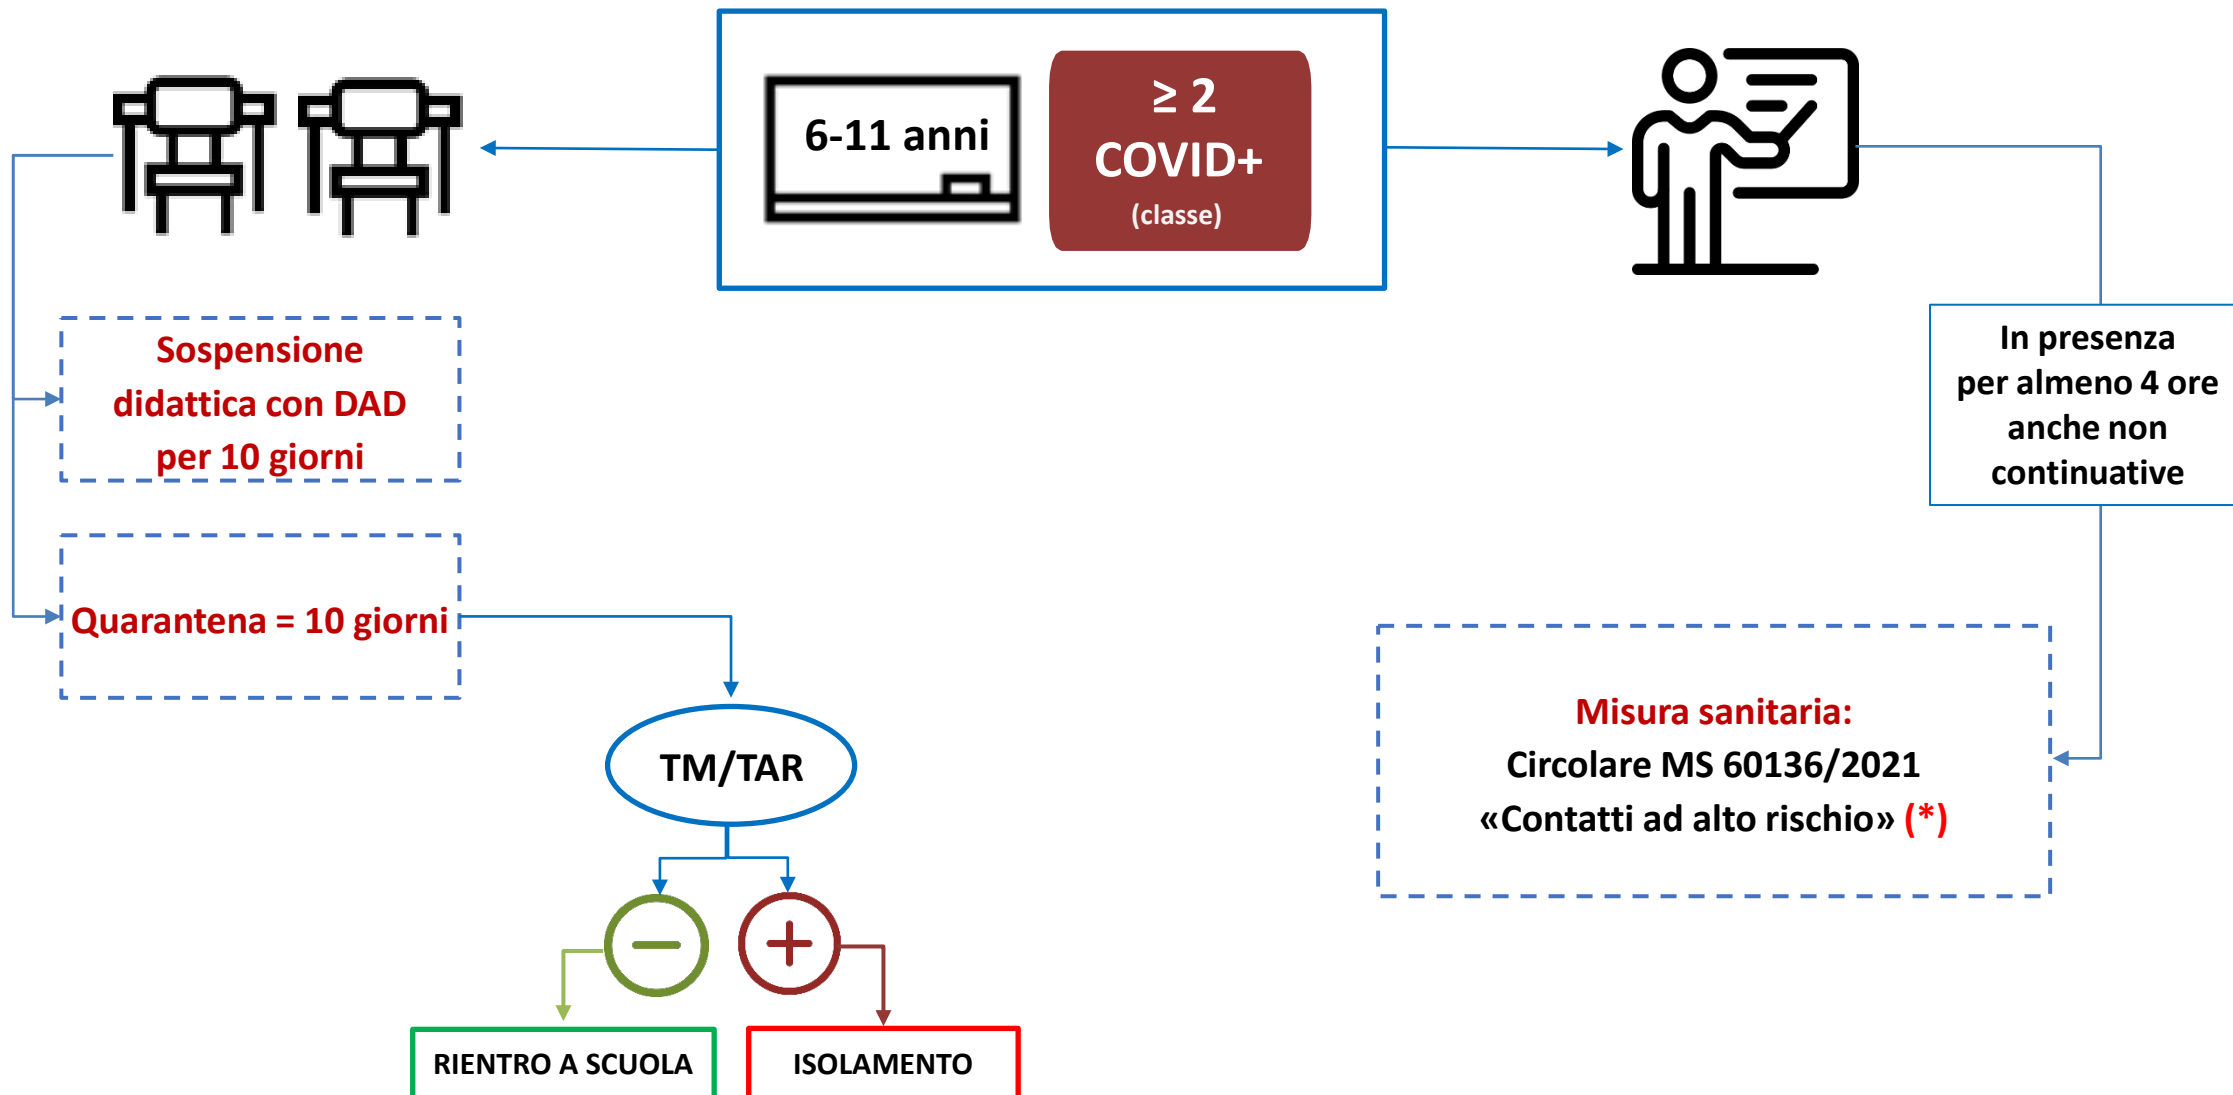 6-11 anni
≥ 2
COVID+
(classe)
Sospensione
didattica con DAD
per 10 giorni
Quarantena = 10 giorni
TM/TAR
RIENTRO A SCUOLA
ISOLAMENTO
In presenza
per almeno 4 ore
anche non
continuative
Misura sanitaria:
Circolare MS 60136/2021
«Contatti ad alto rischio» (*)